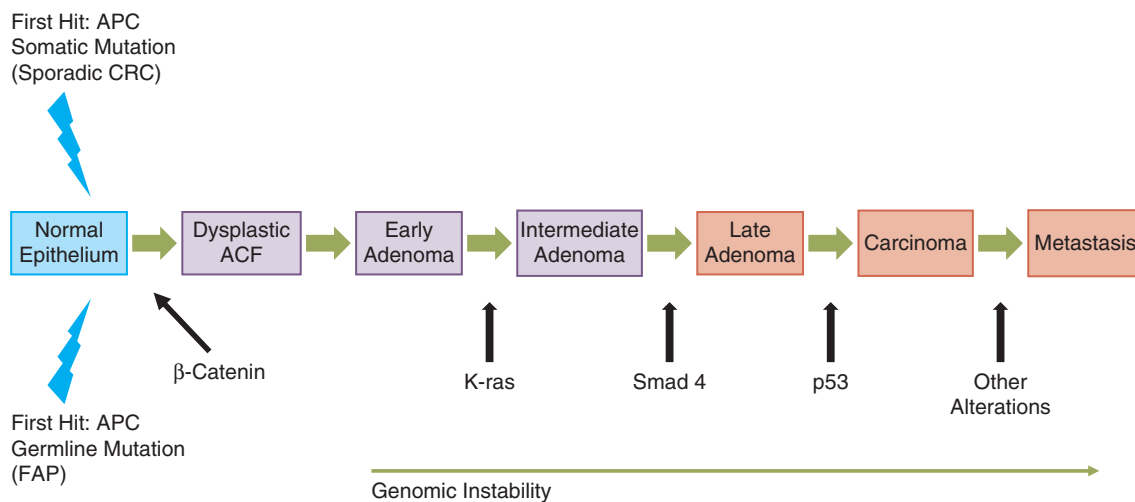 First Hit: APC
Somatic Mutation
(Sporadic CRC)
Normal
Epithelium
Dysplastic
ACF
Early
Adenoma
Intermediate
Adenoma
Late
Adenoma
Carcinoma
Metastasis
β-Catenin
K-ras
Smad 4
p53
Other
Alterations
First Hit: APC
Germline Mutation
(FAP)
Genomic Instability